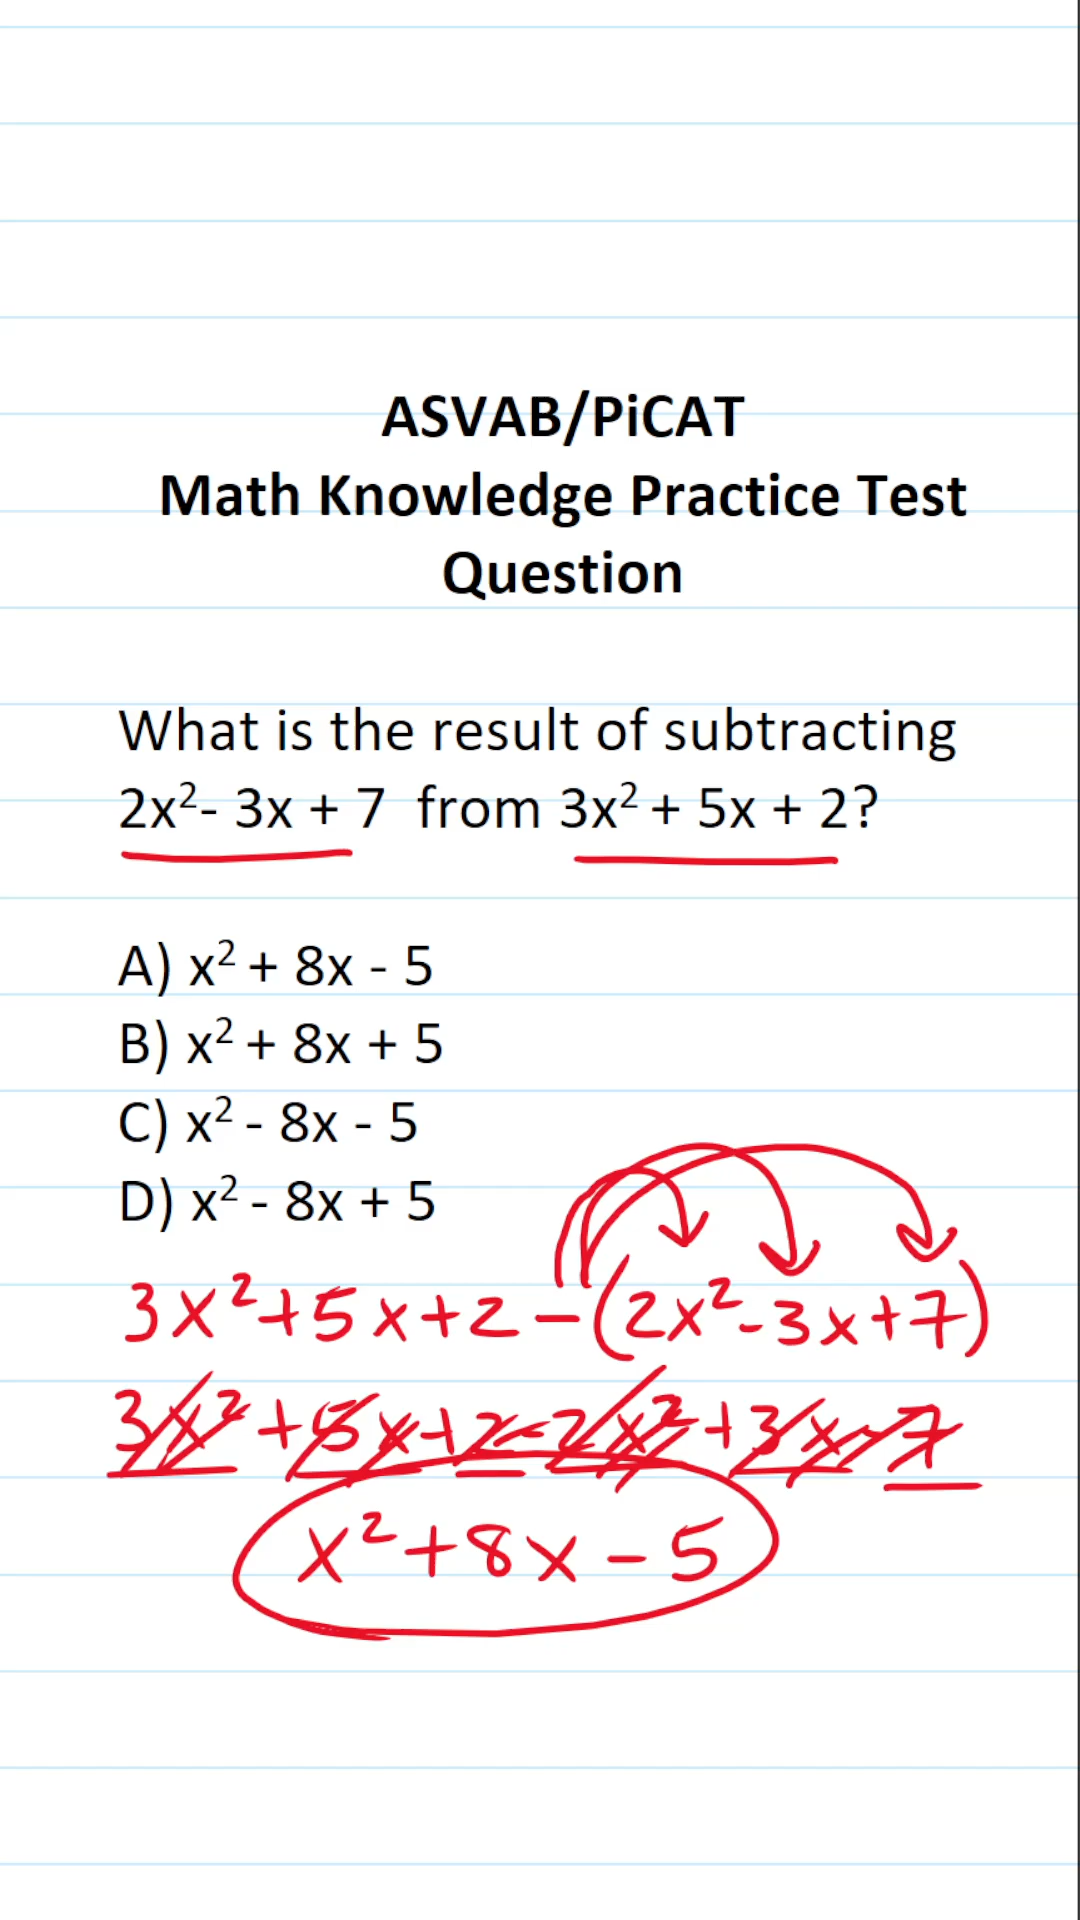 ASVAB/PiCAT
Math Knowledge Practice Test
Question
What is the result of subtracting
2x²- 3x + 7 from 3x² + 5x + 2?
A) x² + 8x - 5
B) x² + 8x + 5
C) x² - 8x - 5
D) x² - 8x + 5
3x²+5x+2-(2x²-3x+7)
3x²+5x+2-2x²+3x-7
x²+8x-5